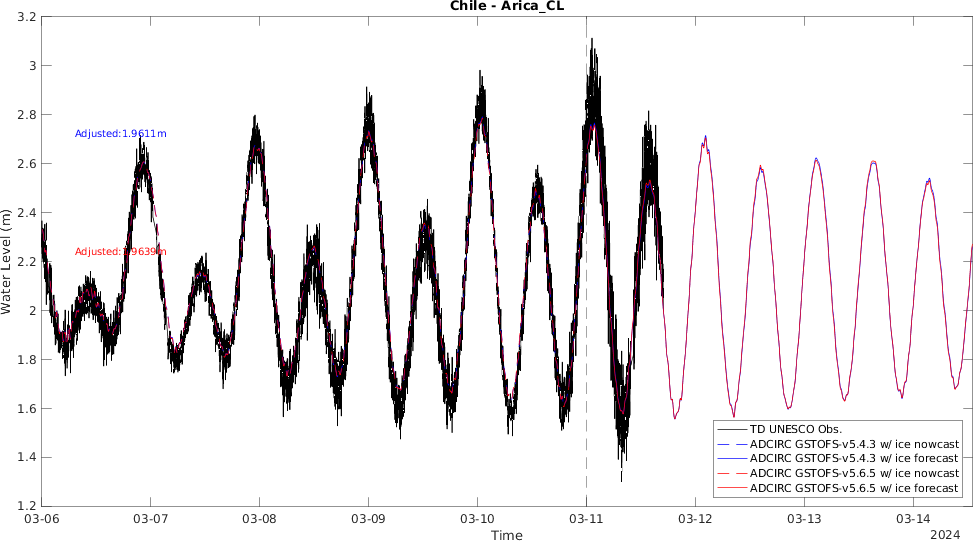 Chile - Arica_CL
3.2
3
2.8
2.6
2.4
2.2
2
1.8
1.6
1.4
1.2
Water Level (m)
Adjusted:1.9611m
Adjusted:1.9639m
TD UNESCO Obs.
ADCIRC GSTOFS-v5.4.3 w/ ice nowcast
ADCIRC GSTOFS-v5.4.3 w/ ice forecast
ADCIRC GSTOFS-v5.6.5 w/ ice nowcast
ADCIRC GSTOFS-v5.6.5 w/ ice forecast
03-06 03-07 03-08 03-09 03-10 03-11 03-12 03-13 03-14
Time
2024